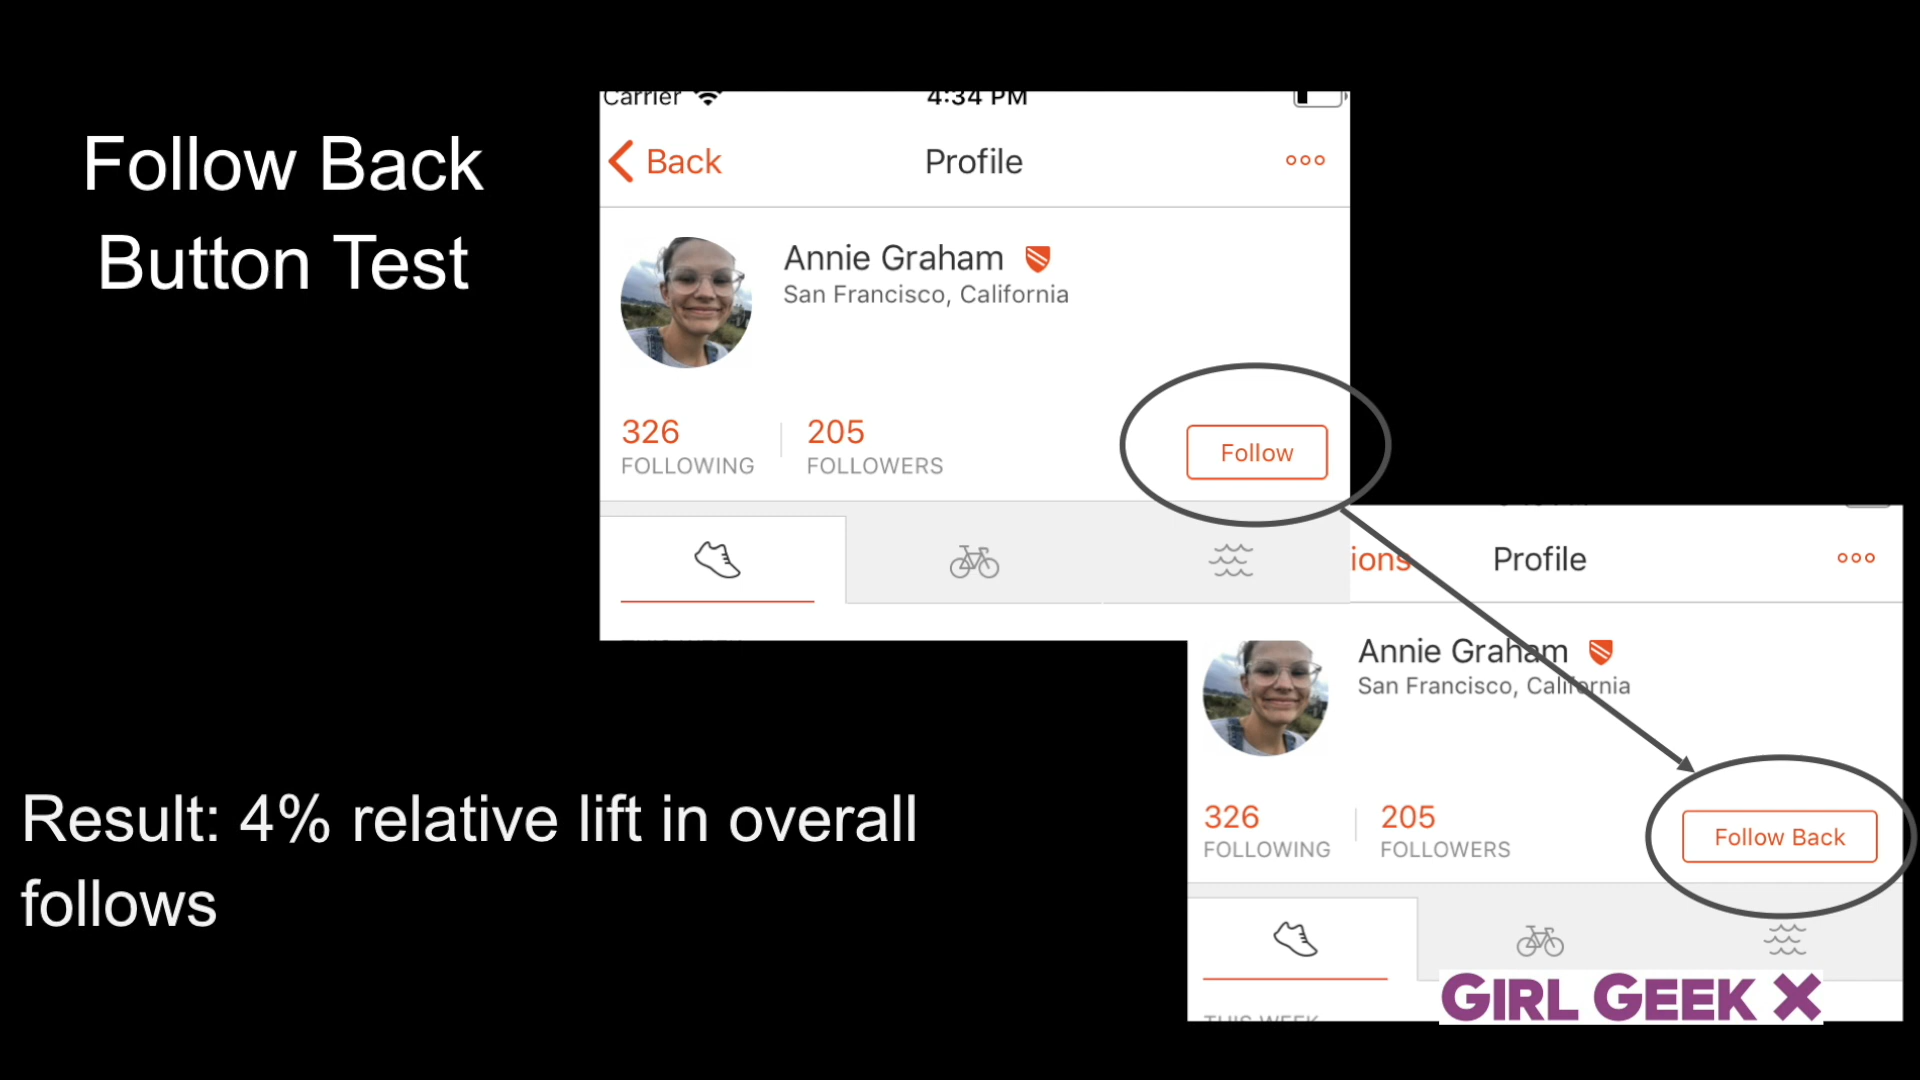 Follow Back
Button Test
Carrier
4:34 PM
Back
Profile
Annie Graham
San Francisco, California
326
FOLLOWING
205
FOLLOWERS
Follow
ions
Profile
Annie Graham
San Francisco, California
326
FOLLOWING
205
FOLLOWERS
Follow Back
THIS WEEK
Result: 4% relative lift in overall
follows
GIRL GEEK X